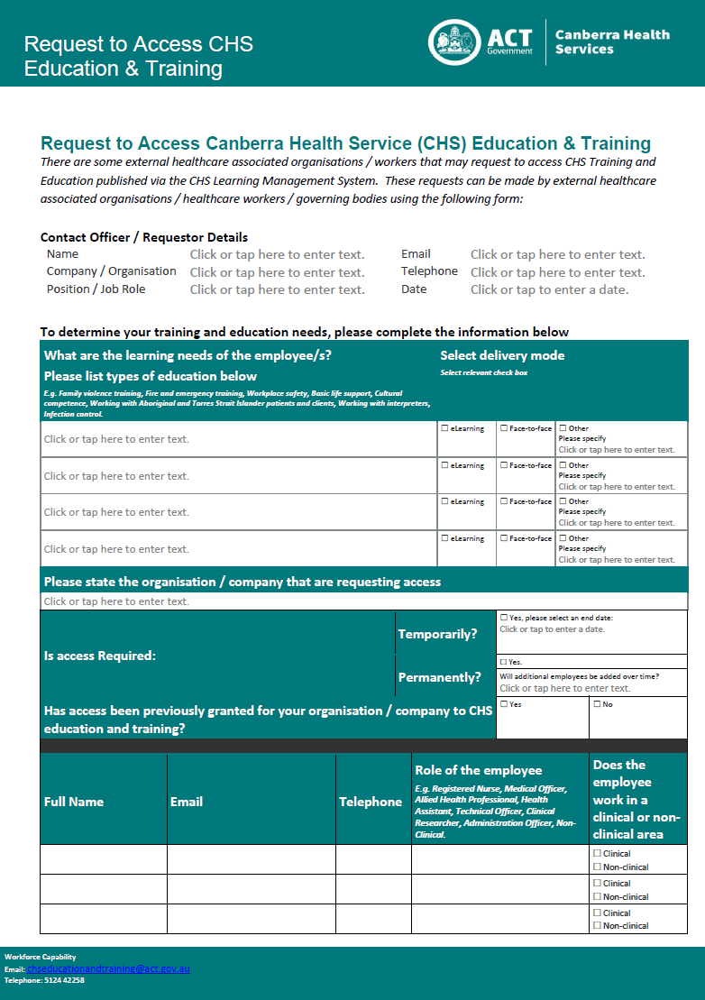 Request to Access CHS
Education & Training
ACT
Government
Canberra Health
Services
Request to Access Canberra Health Service (CHS) Education & Training
There are some external healthcare associated organisations / workers that may request to access CHS Training and
Education published via the CHS Learning Management System. These requests can be made by external healthcare
associated organisations / healthcare workers / governing bodies using the following form:
Contact Officer / Requestor Details
Name Click or tap here to enter text. Email Click or tap here to enter text.
Company / Organisation Click or tap here to enter text. Telephone Click or tap here to enter text.
Position / Job Role Click or tap here to enter text. Date Click or tap to enter a date.
To determine your training and education needs, please complete the information below
What are the learning needs of the employee/s?
Please list types of education below
E.g. Family violence training, Fire and emergency training, Workplace safety, Basic life support, Cultural
competence, Working with Aboriginal and Torres Strait Islander patients and clients, Working with interpreters,
Infection control.
Select delivery mode
Select relevant check box
Click or tap here to enter text.
☐ eLearning ☐ Face-to-face ☐ Other
Please specify
Click or tap here to enter text.
Click or tap here to enter text.
☐ eLearning ☐ Face-to-face ☐ Other
Please specify
Click or tap here to enter text.
Click or tap here to enter text.
☐ eLearning ☐ Face-to-face ☐ Other
Please specify
Click or tap here to enter text.
Click or tap here to enter text.
☐ eLearning ☐ Face-to-face ☐ Other
Please specify
Click or tap here to enter text.
Please state the organisation / company that are requesting access
Click or tap here to enter text.
Is access Required:
Temporarily?
☐ Yes, please select an end date:
Click or tap to enter a date.
Permanently?
☐ Yes.
Will additional employees be added over time?
Click or tap here to enter text.
Has access been previously granted for your organisation / company to CHS
education and training?
☐ Yes ☐ No
Full Name
Email
Telephone
Role of the employee
E.g. Registered Nurse, Medical Officer,
Allied Health Professional, Health
Assistant, Technical Officer, Clinical
Researcher, Administration Officer, Non-
Clinical.
Does the
employee
work in a
clinical or non-
clinical area
☐ Clinical
☐ Non-clinical
☐ Clinical
☐ Non-clinical
☐ Clinical
☐ Non-clinical
Workforce Capability
Email: chseducationandtraining@act.gov.au
Telephone: 5124 42258